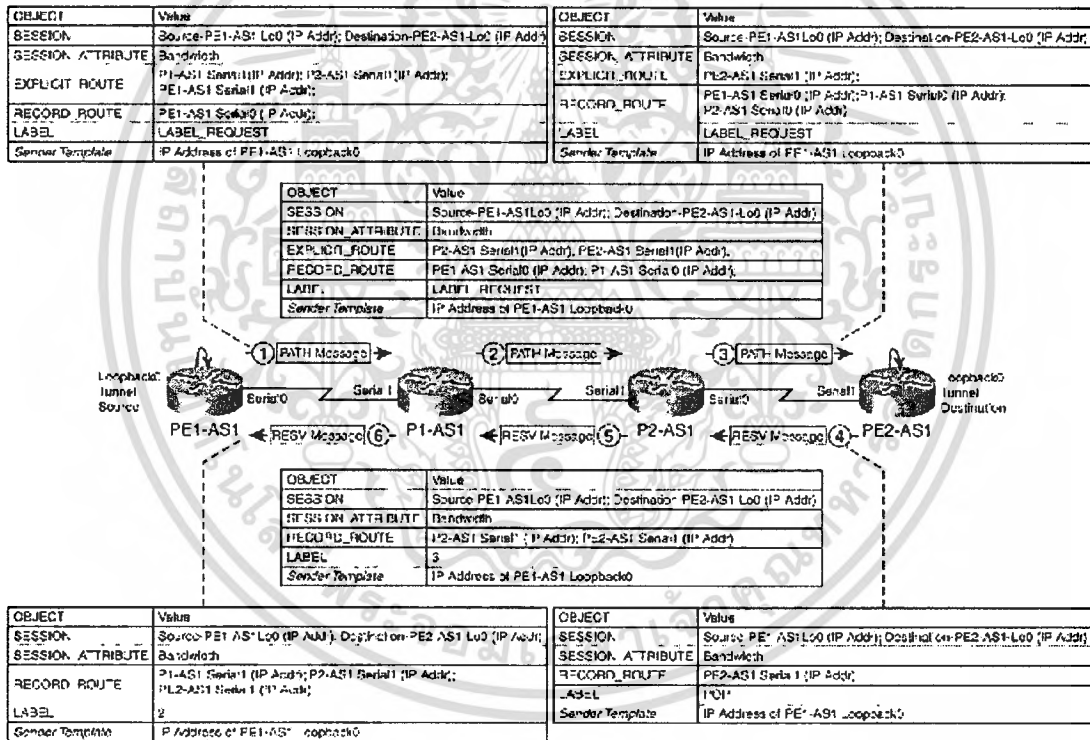 OBJECT Value
SESSION Source-PE1-AS1 Lo0 (IP Addr); Destination-PE2-AS1-Lo0 (IP Addr)
SESSION_ATTRIBUTE Bandwidth
EXPLICIT_ROUTE P1-AS1 Serial1 (IP Addr); P2-AS1 Serial1 (IP Addr);
PE1-AS1 Serial1 (IP Addr);
RECORD_ROUTE PE1-AS1 Serial0 (IP Addr);
LABEL LABEL_REQUEST
Sender Template IP Address of PE1-AS1 Loopback0
OBJECT Value
SESSION Source-PE1-AS1Lo0 (IP Addr); Destination-PE2-AS1-Lo0 (IP Addr)
SESSION_ATTRIBUTE Bandwidth
EXPLICIT_ROUTE PE2-AS1 Serial1 (IP Addr);
RECORD_ROUTE PE1-AS1 Serial0 (IP Addr); P1-AS1 Serial0 (IP Addr);
P2-AS1 Serial0 (IP Addr)
LABEL LABEL_REQUEST
Sender Template IP Address of PE1-AS1 Loopback0
OBJECT Value
SESSION Source-PE1-AS1Lo0 (IP Addr); Destination-PE2-AS1-Lo0 (IP Addr)
SESSION_ATTRIBUTE Bandwidth
EXPLICIT_ROUTE P2-AS1 Serial1 (IP Addr); PE2-AS1 Serial1 (IP Addr);
RECORD_ROUTE PE1-AS1 Serial0 (IP Addr); P1-AS1 Serial0 (IP Addr);
LABEL LABEL_REQUEST
Sender Template IP Address of PE1-AS1 Loopback0
1 PATH Message 2 PATH Message 3 PATH Message
Loopback0
Tunnel
Source
Serial0 Serial 1 Serial0 Serial1 Serial0 Serial1
Loopback0
Tunnel
Destination
PE1-AS1 RESV Message 6 P1-AS1 RESV Message 5 P2-AS1 RESV Message 4 PE2-AS1
OBJECT Value
SESSION Source-PE1-AS1Lo0 (IP Addr); Destination-PE2-AS1-Lo0 (IP Addr)
SESSION_ATTRIBUTE Bandwidth
RECORD_ROUTE P2-AS1 Serial1 (IP Addr); PE2-AS1 Serial1 (IP Addr)
LABEL 3
Sender Template IP Address of PE1-AS1 Loopback0
OBJECT Value
SESSION Source-PE1-AS1 Lo0 (IP Addr); Destination-PE2-AS1-Lo0 (IP Addr)
SESSION_ATTRIBUTE Bandwidth
RECORD_ROUTE P1-AS1 Serial1 (IP Addr); P2-AS1 Serial1 (IP Addr);
PE2-AS1 Serial 1 (IP Addr)
LABEL 2
Sender Template IP Address of PE1-AS1 Loopback0
OBJECT Value
SESSION Source-PE1-AS1Lo0 (IP Addr); Destination-PE2-AS1-Lo0 (IP Addr)
SESSION_ATTRIBUTE Bandwidth
RECORD_ROUTE PE2-AS1 Serial 1 (IP Addr)
LABEL POP
Sender Template IP Address of PE1-AS1 Loopback0